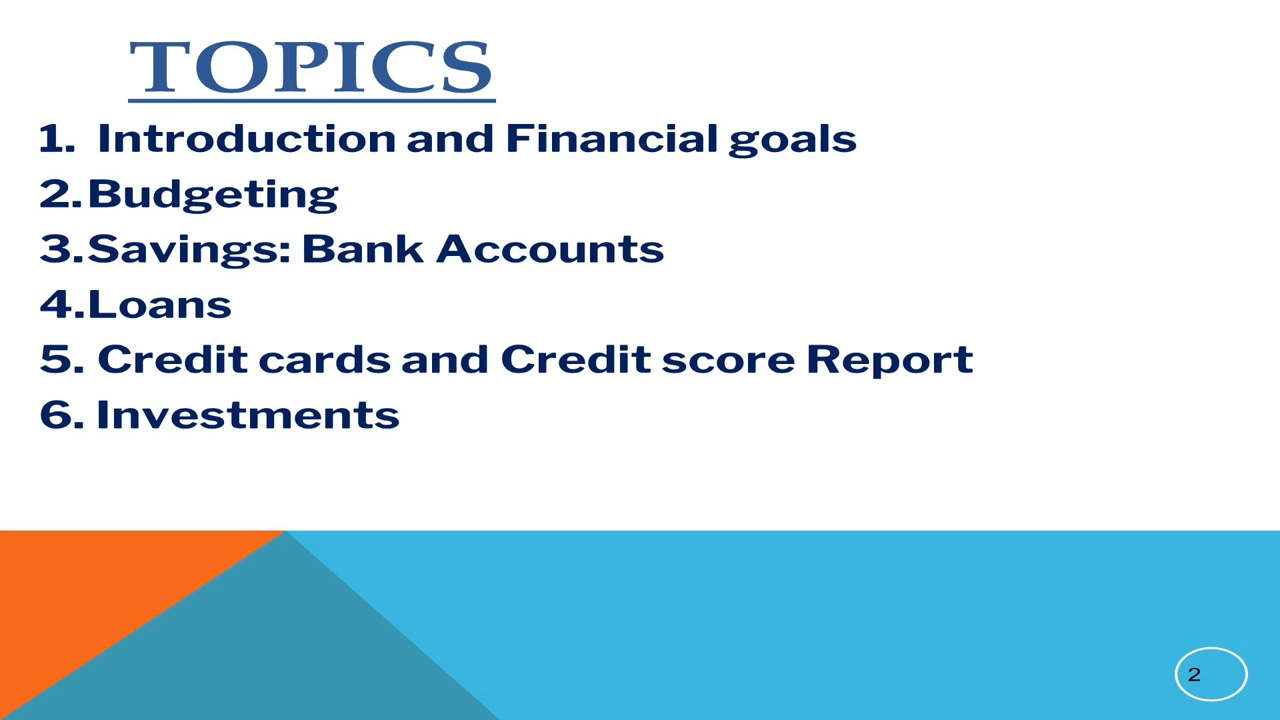 TOPICS
1. Introduction and Financial goals
2. Budgeting
3. Savings: Bank Accounts
4. Loans
5. Credit cards and Credit score Report
6. Investments
2